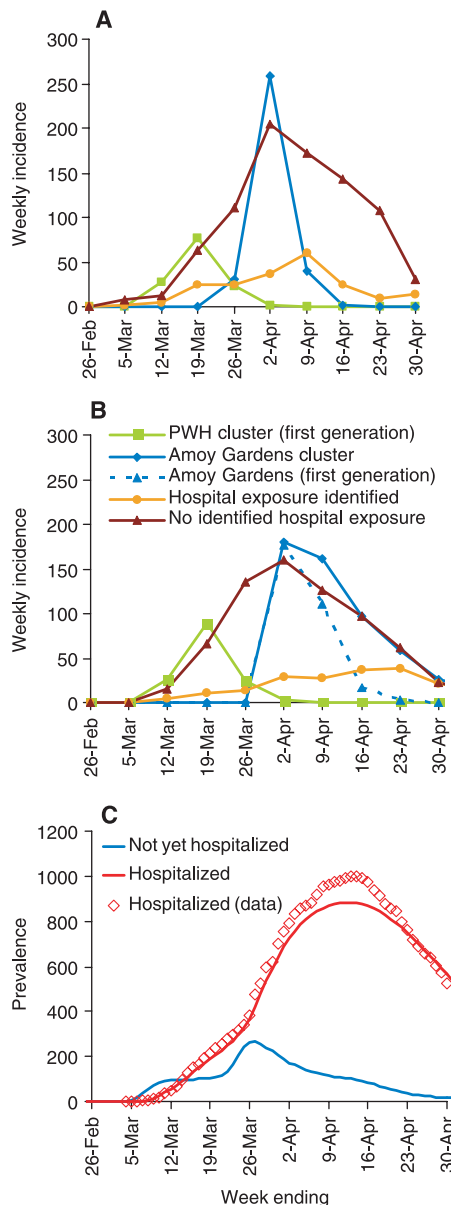 A
300
250
200
150
100
50
0
Weekly incidence
26-Feb
5-Mar
12-Mar
19-Mar
26-Mar
2-Apr
9-Apr
16-Apr
23-Apr
30-Apr
B
PWH cluster (first generation)
Amoy Gardens cluster
Amoy Gardens (first generation)
Hospital exposure identified
No identified hospital exposure
300
250
200
150
100
50
0
Weekly incidence
26-Feb
5-Mar
12-Mar
19-Mar
26-Mar
2-Apr
9-Apr
16-Apr
23-Apr
30-Apr
C
Not yet hospitalized
Hospitalized
Hospitalized (data)
1200
1000
800
600
400
200
0
Prevalence
26-Feb
5-Mar
12-Mar
19-Mar
26-Mar
2-Apr
9-Apr
16-Apr
23-Apr
30-Apr
Week ending